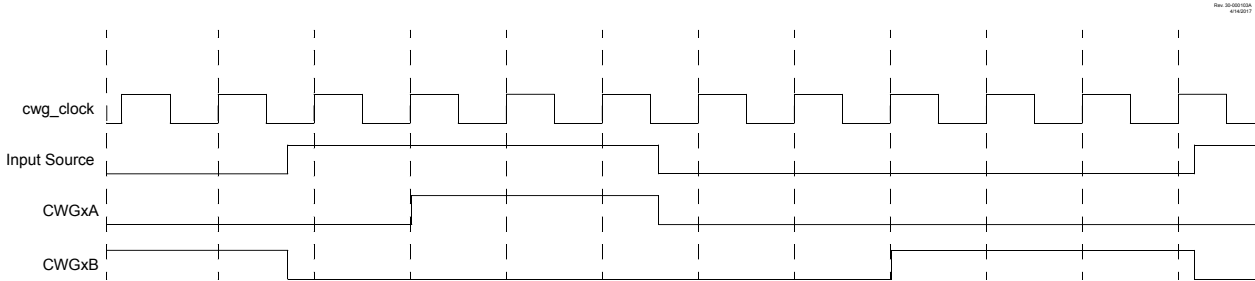 Rev. 30-000103A
4/14/2017
cwg_clock
Input Source
CWGxA
CWGxB